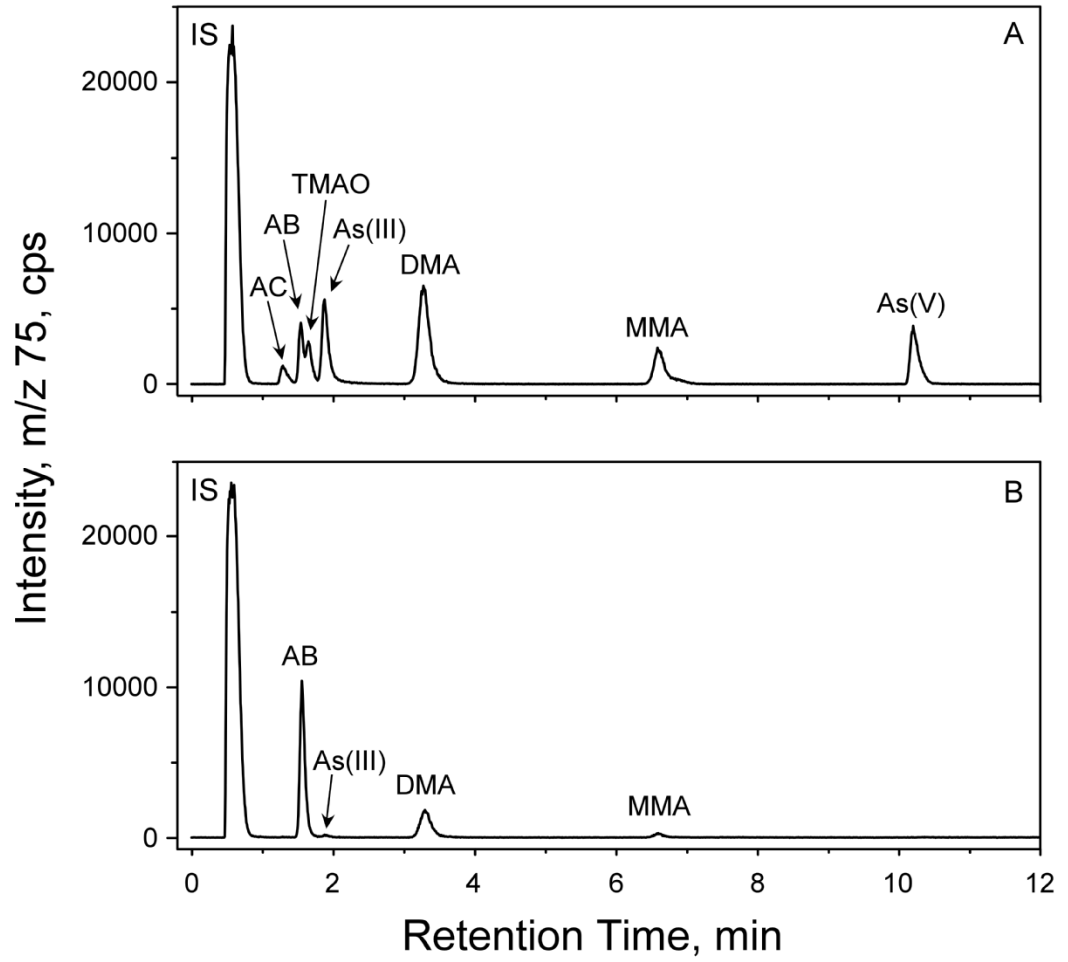 IS
A
20000
TMAO
AB
As(III)
DMA
AC
10000
MMA
As(V)
0
Intensity, m/z 75, cps
IS
B
20000
AB
10000
As(III)
DMA
MMA
0
0
2
4
6
8
10
12
Retention Time, min